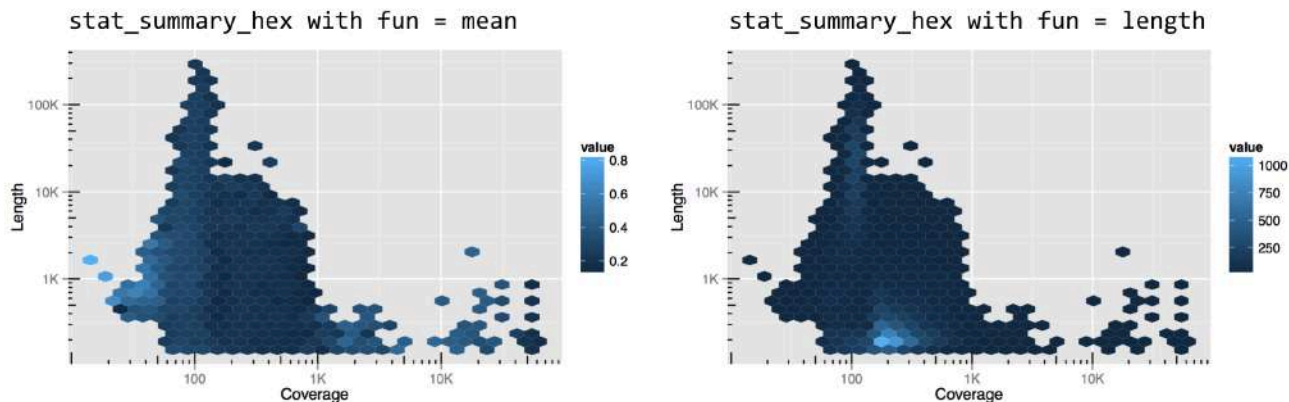 stat_summary_hex with fun = mean
100K
10K
1K
Length
100
1K
10K
Coverage
value
0.8
0.6
0.4
0.2
stat_summary_hex with fun = length
100K
10K
1K
Length
100
1K
10K
Coverage
value
1000
750
500
250